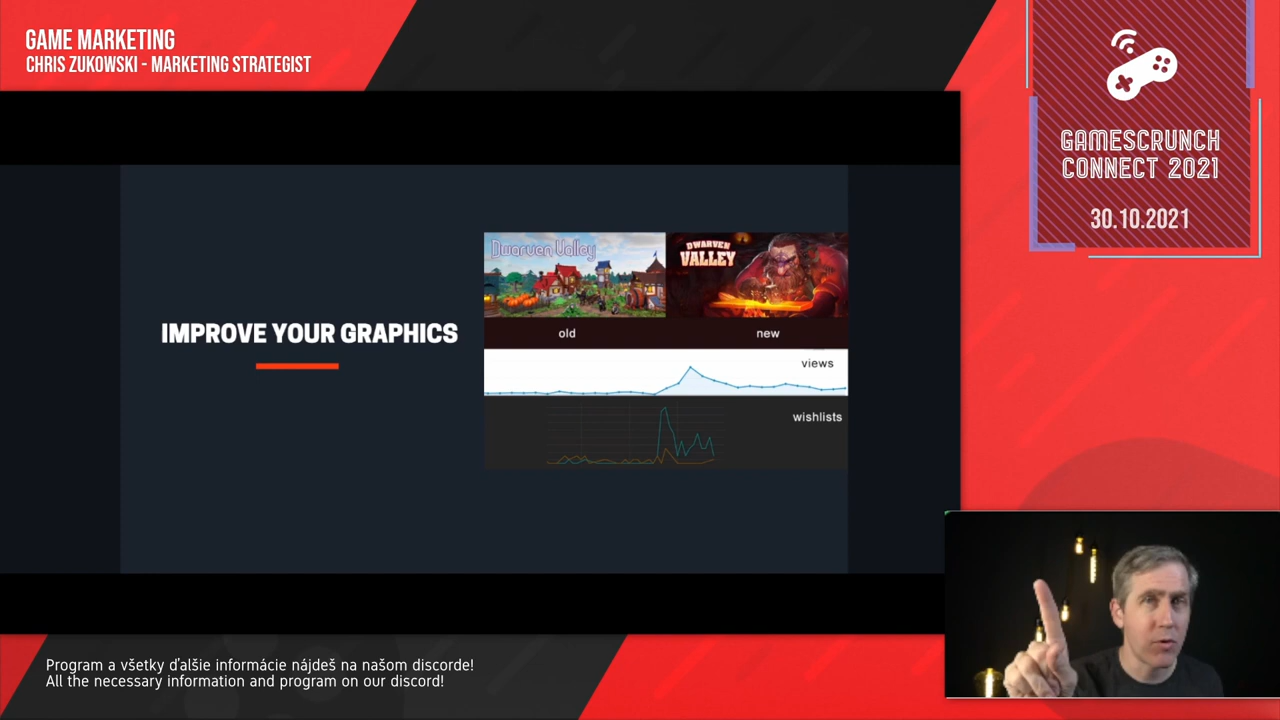 GAME MARKETING
CHRIS ZUKOWSKI - MARKETING STRATEGIST
GAMESCRUNCH
CONNECT 2021
30.10.2021
IMPROVE YOUR GRAPHICS
Dwarven Valley
DWARVEN
VALLEY
old
new
views
wishlists
Program a všetky ďalšie informácie nájdeš na našom discorde!
All the necessary information and program on our discord!